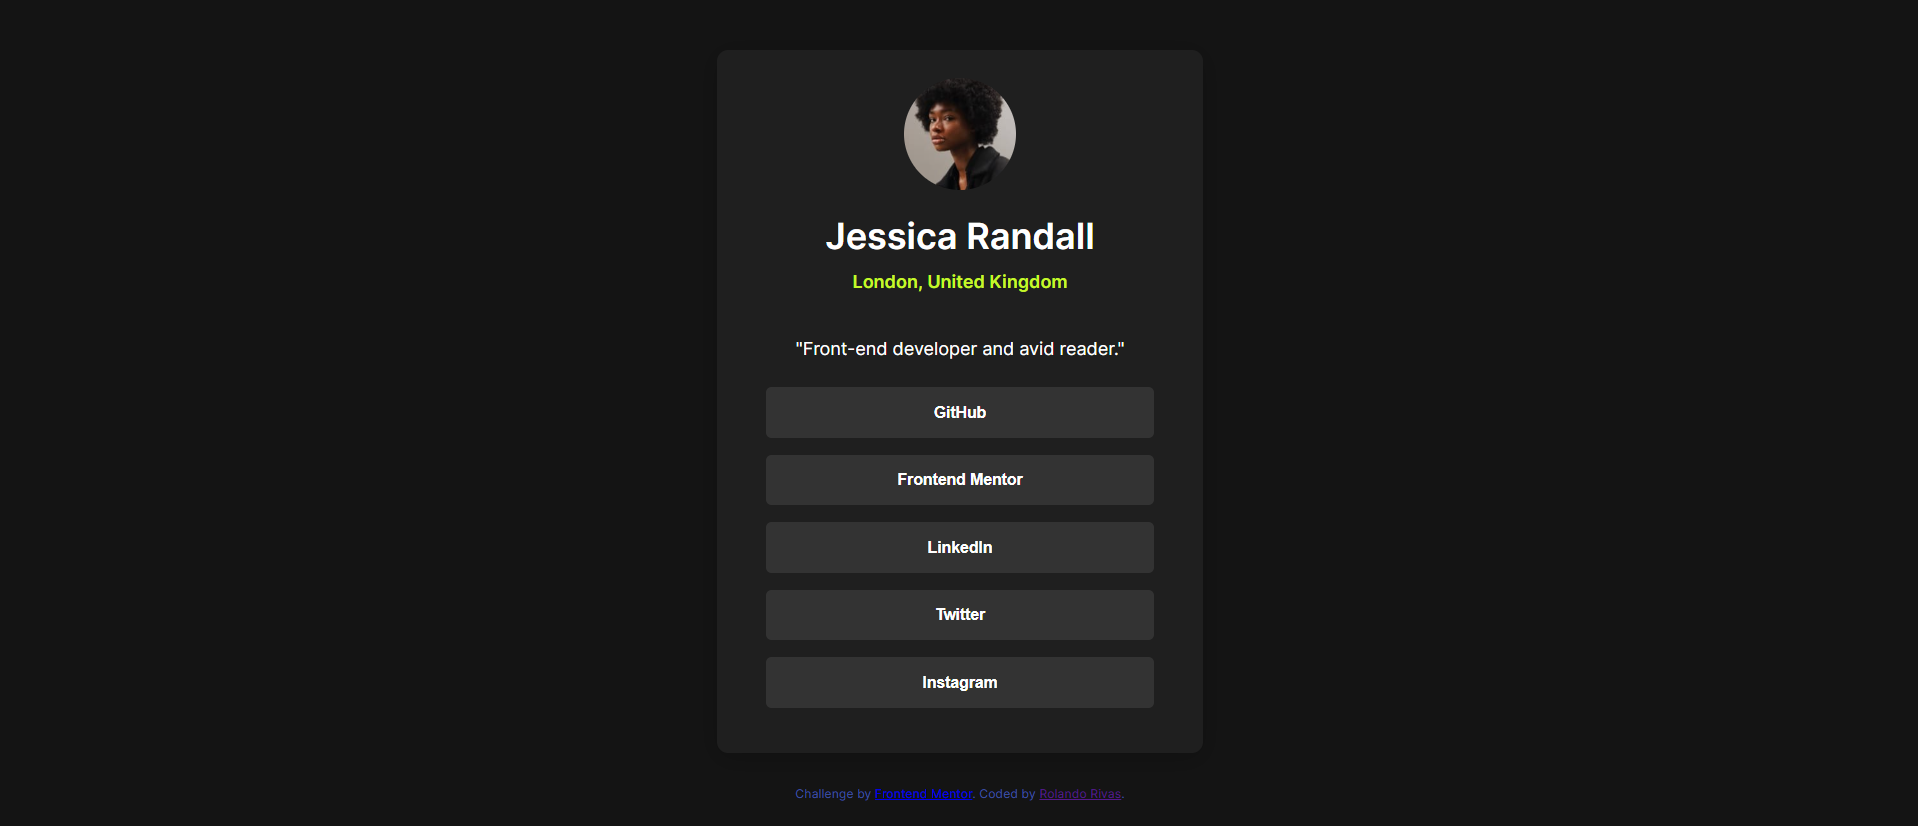 Jessica Randall
London, United Kingdom
"Front-end developer and avid reader."
GitHub
Frontend Mentor
LinkedIn
Twitter
Instagram
Challenge by Frontend Mentor. Coded by Rolando Rivas.